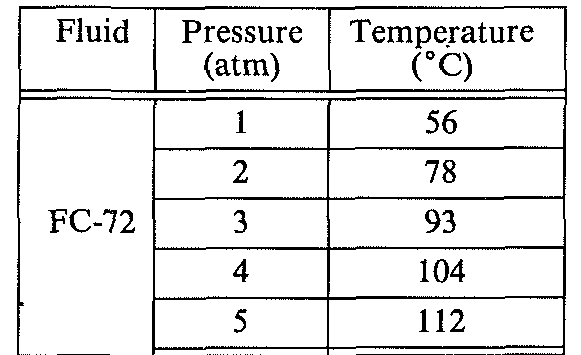 Fluid Pressure (atm) Temperature (°C)
1 56
2 78
FC-72 3 93
4 104
5 112